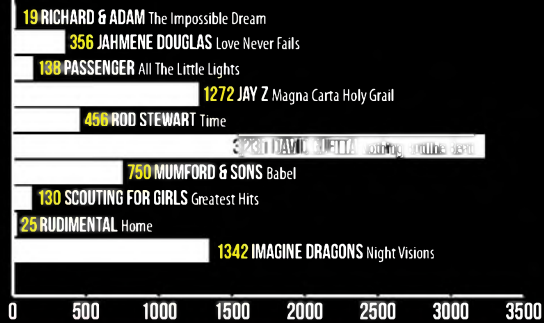 19 RICHARD & ADAM The Impossible Dream
356 JAHMENE DOUGLAS Love Never Fails
138 PASSENGER All The Little Lights
1272 JAY Z Magna Carta Holy Grail
456 ROD STEWART Time
DAVID
750 MUMFORD & SONS Babel
130 SCOUTING FOR GIRLS Greatest Hits
25 RUDIMENTAL Home
1342 IMAGINE DRAGONS Night Visions
0 500 1000 1500 2000 2500 3000 3500